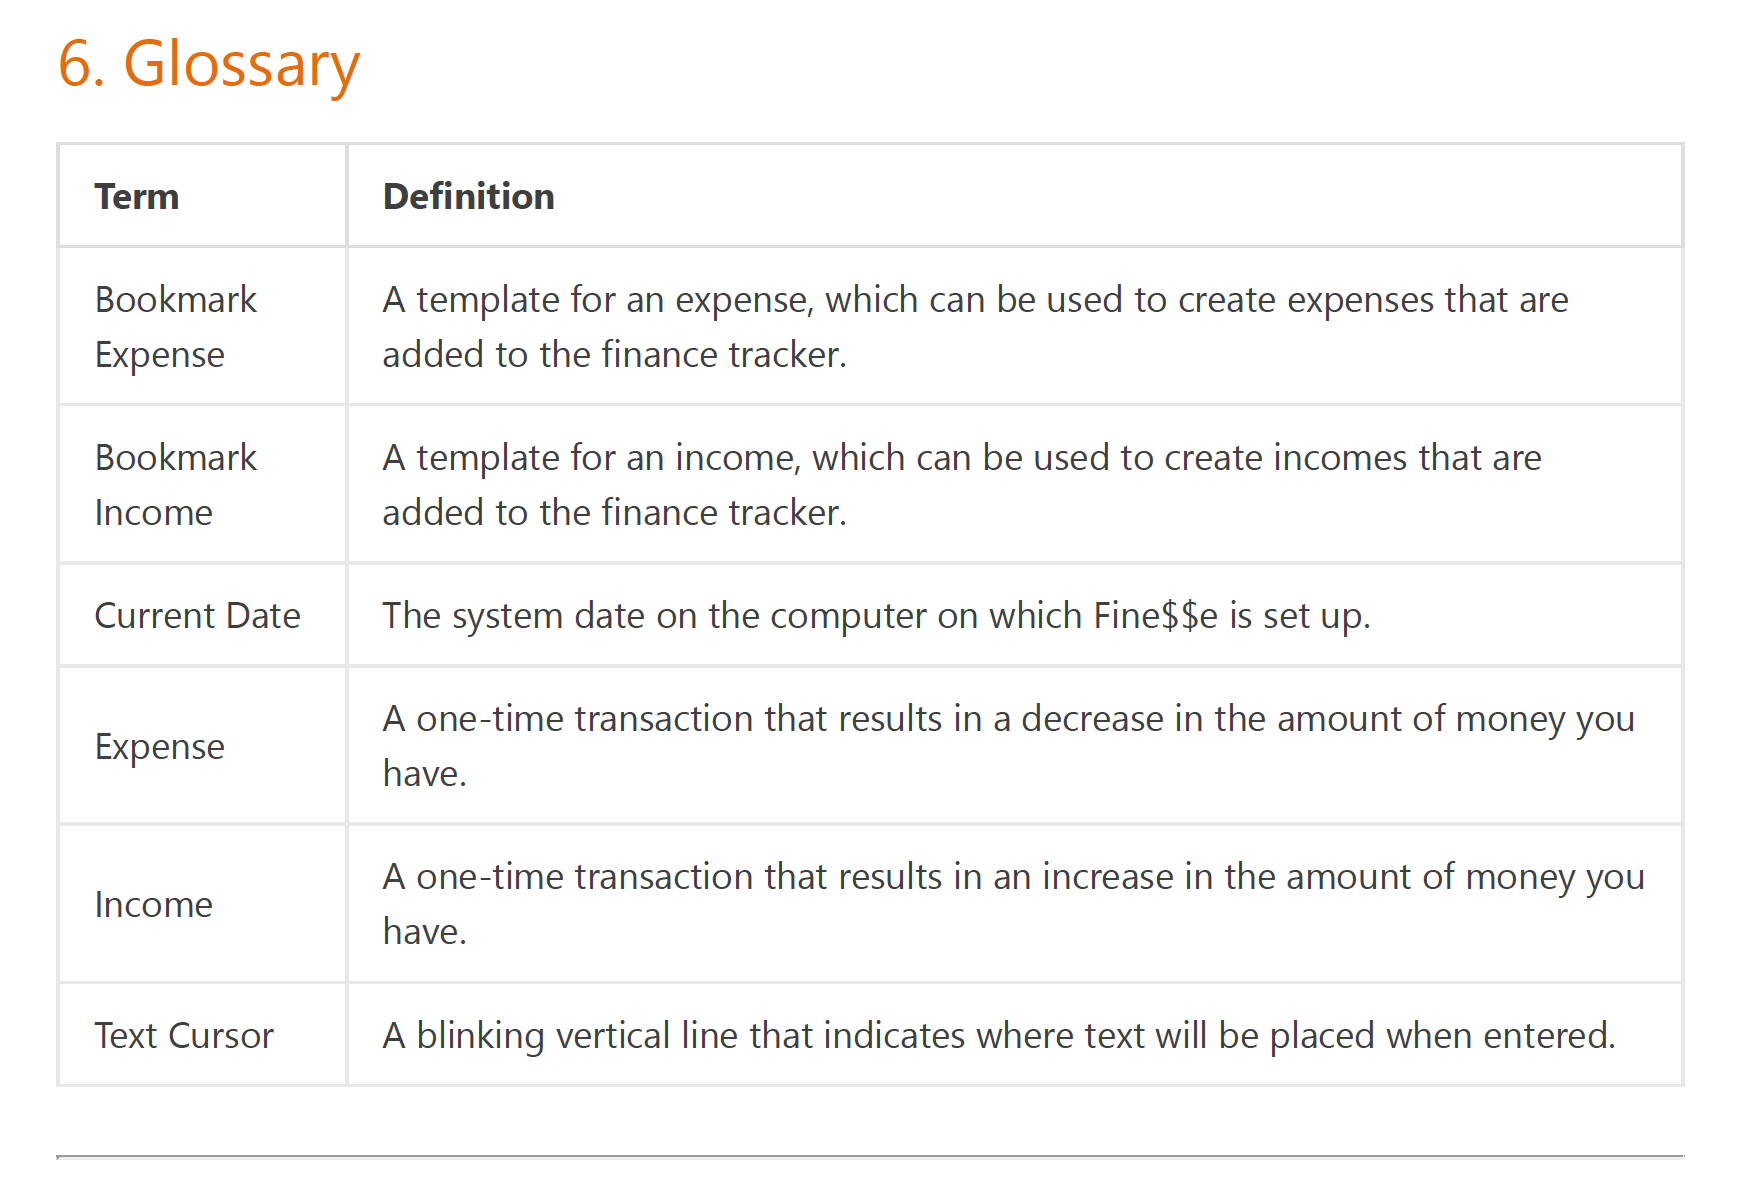 6. Glossary
Term
Definition
Bookmark
Expense
A template for an expense, which can be used to create expenses that are
added to the finance tracker.
Bookmark
Income
A template for an income, which can be used to create incomes that are
added to the finance tracker.
Current Date
The system date on the computer on which Fine$$e is set up.
Expense
A one-time transaction that results in a decrease in the amount of money you
have.
Income
A one-time transaction that results in an increase in the amount of money you
have.
Text Cursor
A blinking vertical line that indicates where text will be placed when entered.